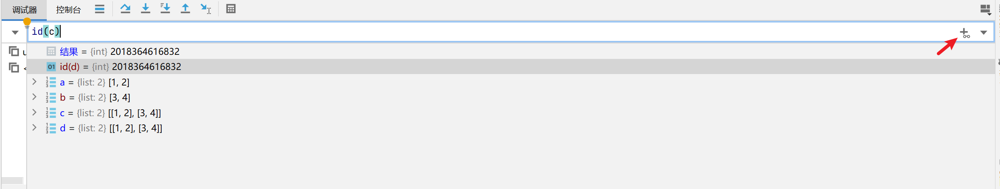 调试器 控制台
id(c)
结果 = {int} 2018364616832
01 id(d) = {int} 2018364616832
a = {list: 2} [1, 2]
b = {list: 2} [3, 4]
c = {list: 2} [[1, 2], [3, 4]]
d = {list: 2} [[1, 2], [3, 4]]